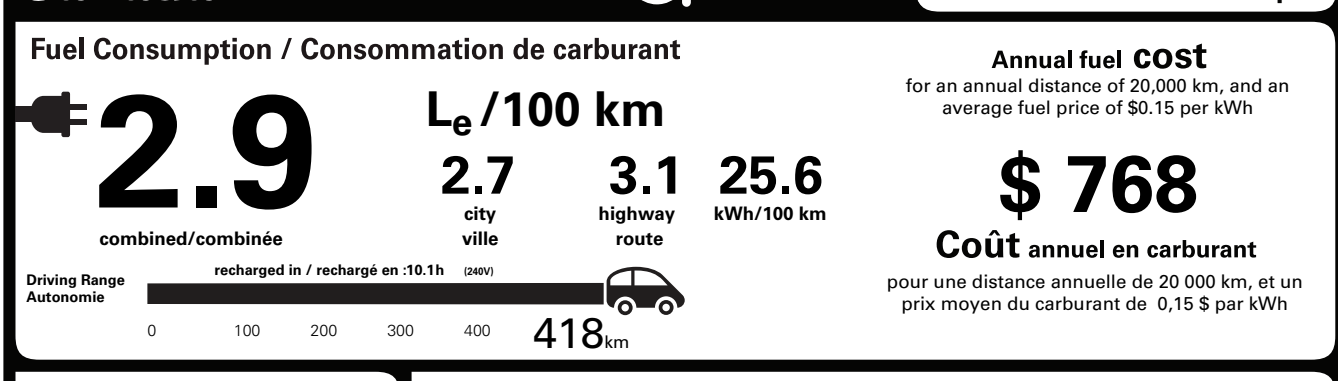 Fuel Consumption / Consommation de carburant
2.9
combined/combinée
Le/100 km
2.7
city
ville
3.1
highway
route
25.6
kWh/100 km
Driving Range
Autonomie
recharged in / rechargé en :10.1h (240V)
0 100 200 300 400 418km
Annual fuel cost
for an annual distance of 20,000 km, and an
average fuel price of $0.15 per kWh
$ 768
Coût annuel en carburant
pour une distance annuelle de 20 000 km, et un
prix moyen du carburant de 0,15 $ par kWh